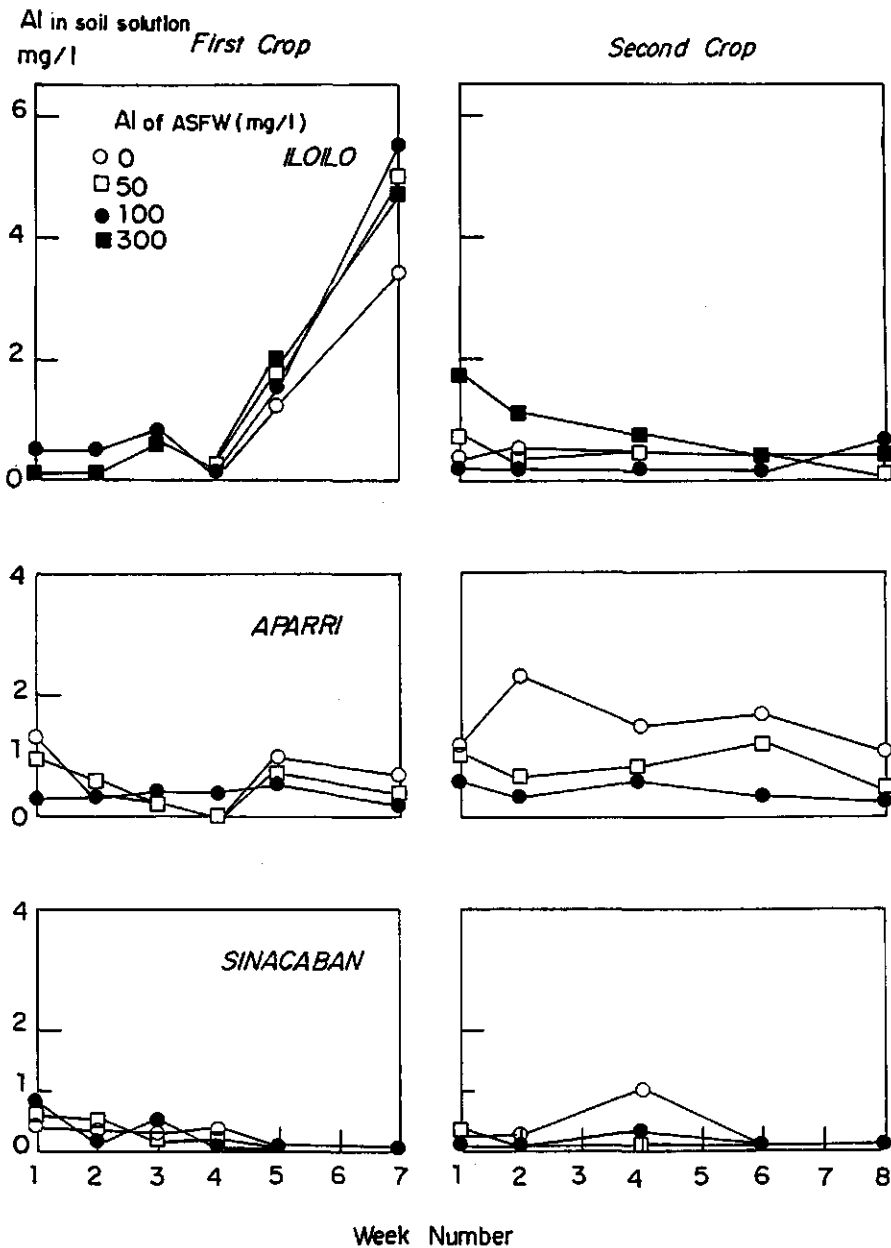 Al in soil solution
mg/l
First Crop
Second Crop
6
4
2
0
Al of ASFW (mg/l)
0
50
100
300
ILOILO
4
2
1
0
APARRI
4
2
1
0
SINACABAN
1 2 3 4 5 6 7
1 2 3 4 5 6 7 8
Week Number